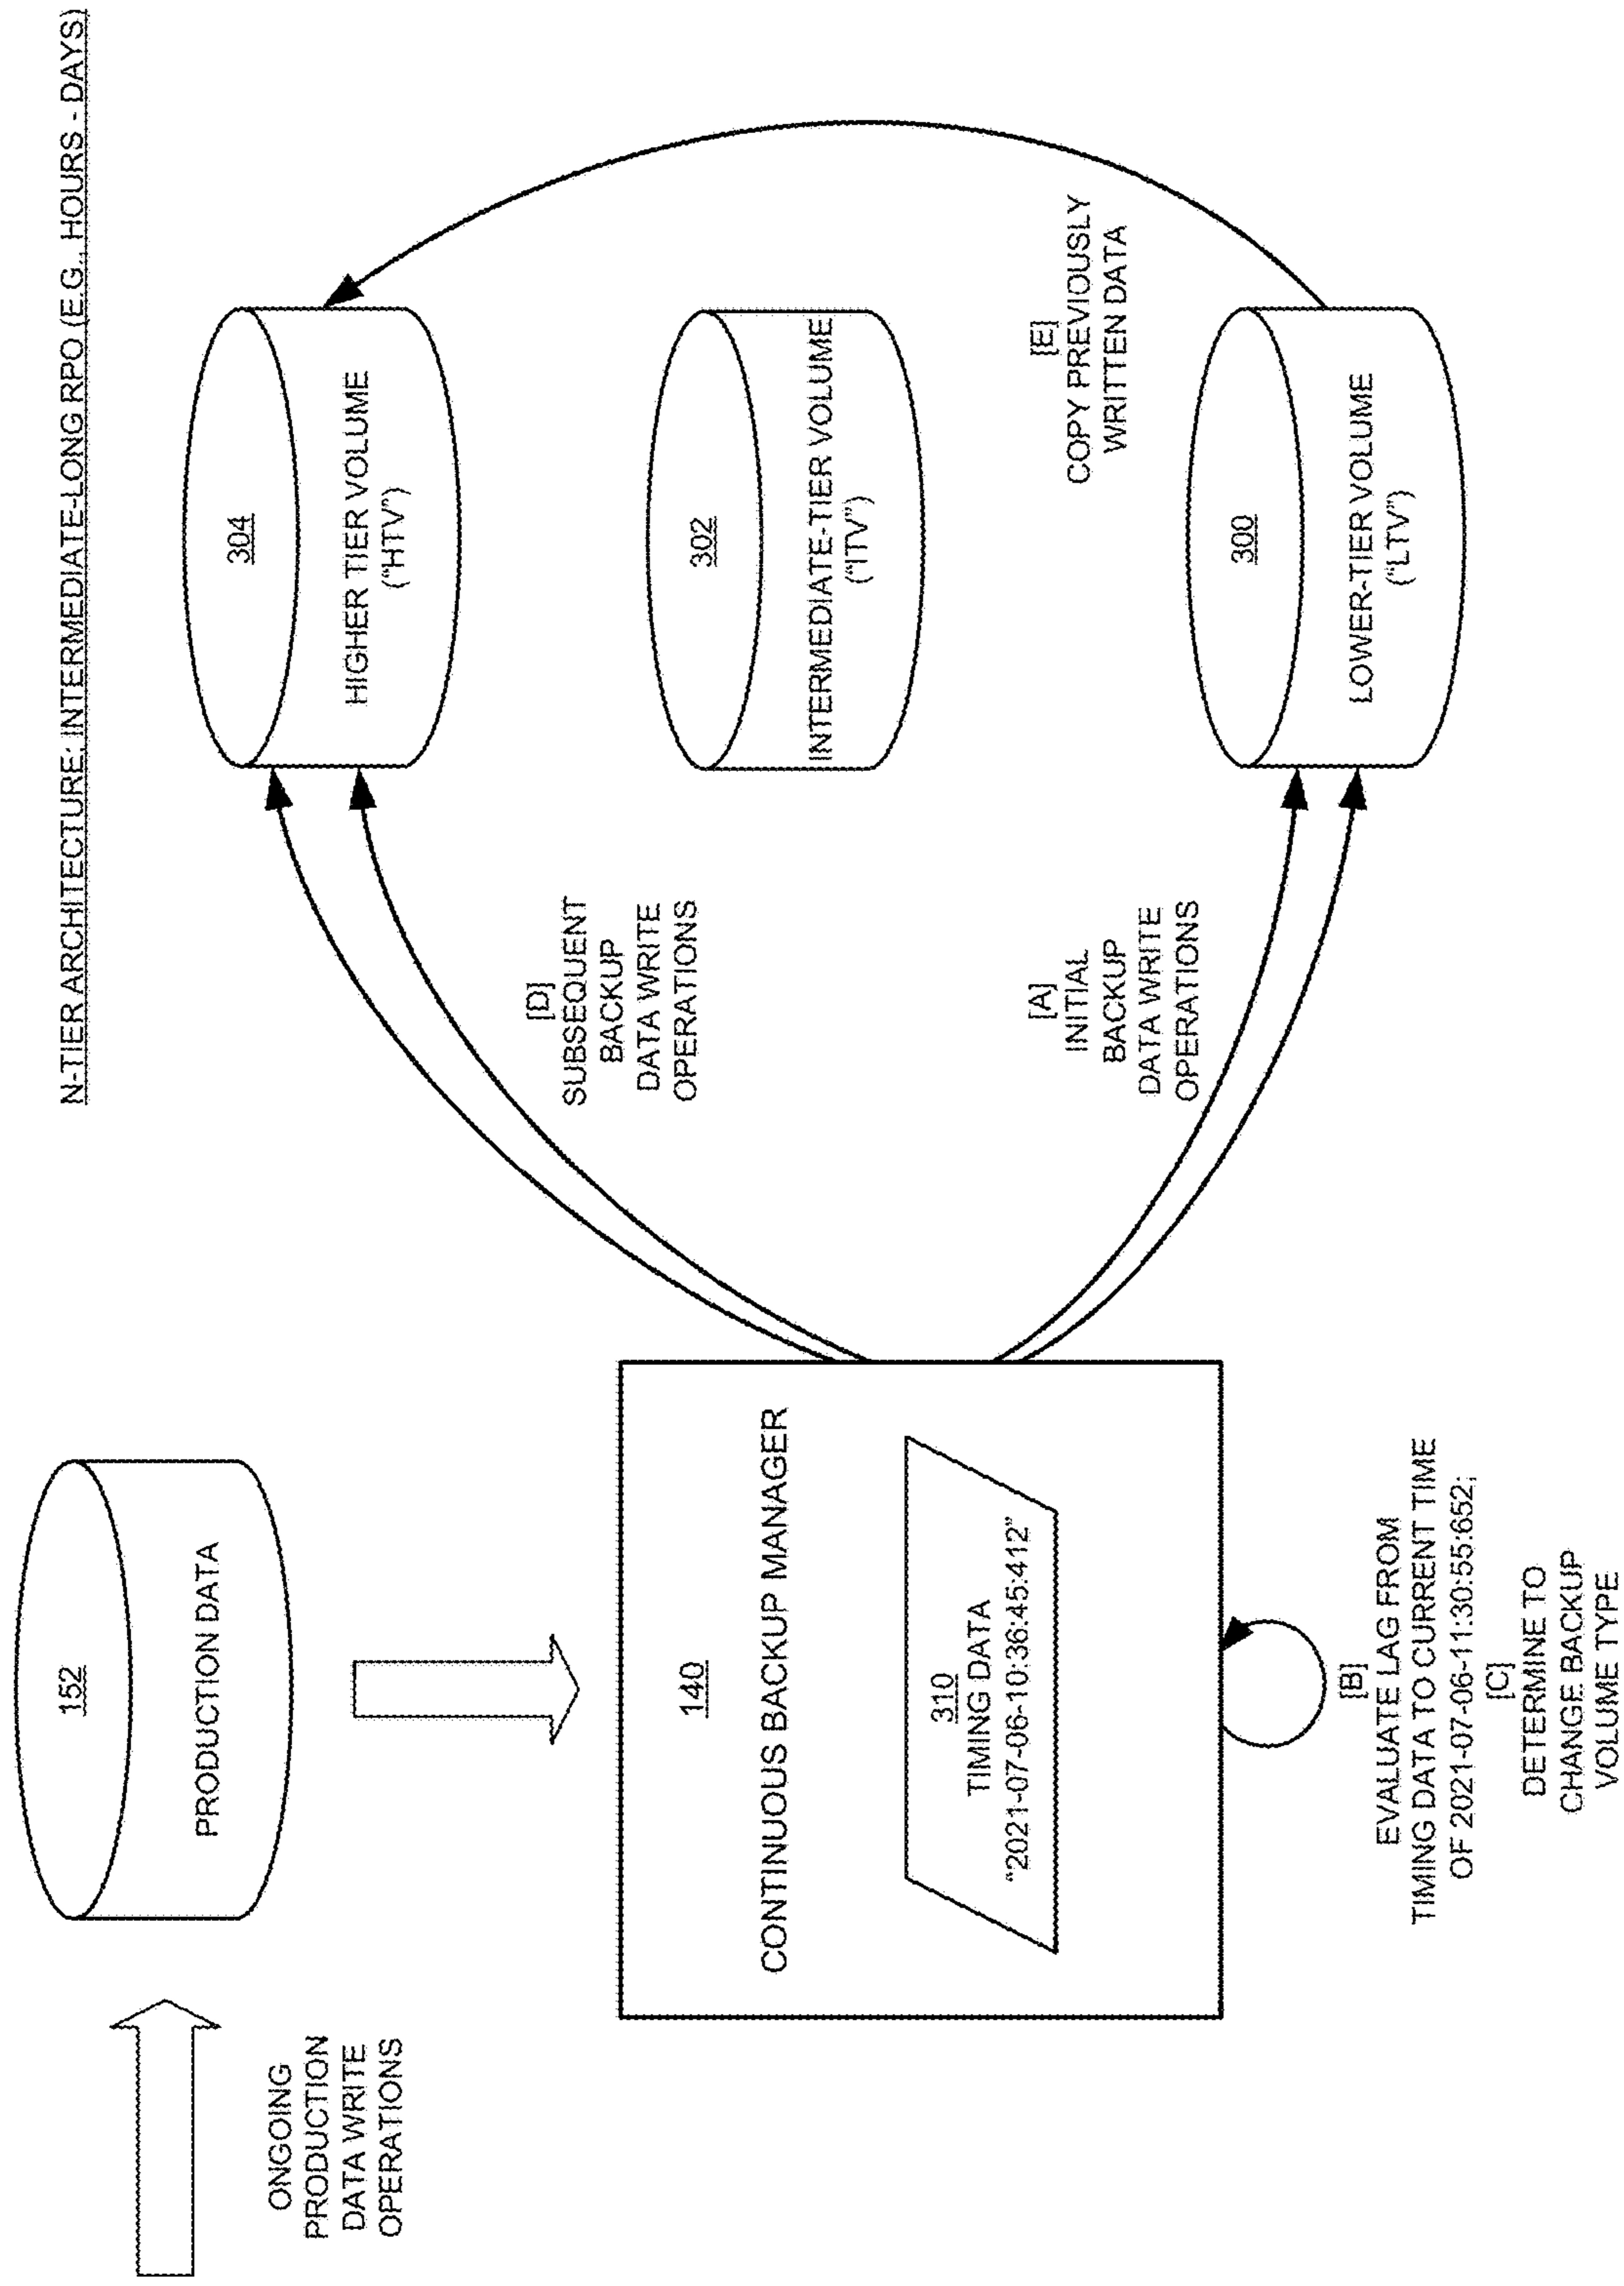 N-TIER ARCHITECTURE: INTERMEDIATE-LONG RPO (E.G., HOURS - DAYS)
ONGOING
PRODUCTION
DATA WRITE
OPERATIONS
152
PRODUCTION DATA
140
CONTINUOUS BACKUP MANAGER
310
TIMING DATA
"2021-07-06-10:36:45:412"
[B]
EVALUATE LAG FROM
TIMING DATA TO CURRENT TIME
OF 2021-07-06-11:30:55:652;
[C]
DETERMINE TO
CHANGE BACKUP
VOLUME TYPE
[D]
SUBSEQUENT
BACKUP
DATA WRITE
OPERATIONS
[A]
INITIAL
BACKUP
DATA WRITE
OPERATIONS
304
HIGHER TIER VOLUME
("HTV")
302
INTERMEDIATE-TIER VOLUME
("ITV")
[E]
COPY PREVIOUSLY
WRITTEN DATA
300
LOWER-TIER VOLUME
("LTV")